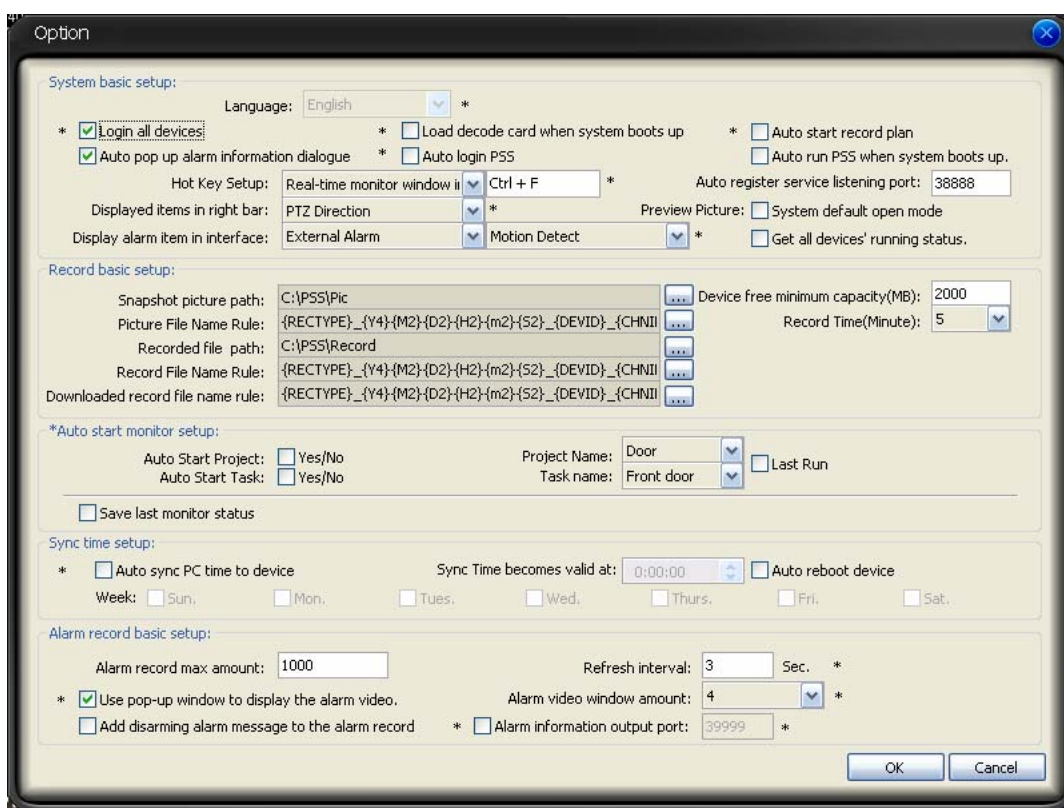 Option
System basic setup:
Language: English *
* Login all devices * Load decode card when system boots up * Auto start record plan
Auto pop up alarm information dialogue * Auto login PSS Auto run PSS when system boots up.
Hot Key Setup: Real-time monitor window i Ctrl + F * Auto register service listening port: 38888
Displayed items in right bar: PTZ Direction * Preview Picture: System default open mode
Display alarm item in interface: External Alarm Motion Detect * Get all devices' running status.
Record basic setup:
Snapshot picture path: C:\PSS\Pic ... Device free minimum capacity(MB): 2000
Picture File Name Rule: {RECTYPE}_{Y4}{M2}{D2}{H2}{m2}{S2}_{DEVID}_{CHNI ... Record Time(Minute): 5
Recorded file path: C:\PSS\Record ...
Record File Name Rule: {RECTYPE}_{Y4}{M2}{D2}{H2}{m2}{S2}_{DEVID}_{CHNI ...
Downloaded record file name rule: {RECTYPE}_{Y4}{M2}{D2}{H2}{m2}{S2}_{DEVID}_{CHNI ...
*Auto start monitor setup:
Auto Start Project: Yes/No Project Name: Door Last Run
Auto Start Task: Yes/No Task name: Front door
Save last monitor status
Sync time setup:
* Auto sync PC time to device Sync Time becomes valid at: 0:00:00 Auto reboot device
Week: Sun. Mon. Tues. Wed. Thurs. Fri. Sat.
Alarm record basic setup:
Alarm record max amount: 1000 Refresh interval: 3 Sec. *
* Use pop-up window to display the alarm video. Alarm video window amount: 4 *
Add disarming alarm message to the alarm record * Alarm information output port: 39999 *
OK Cancel